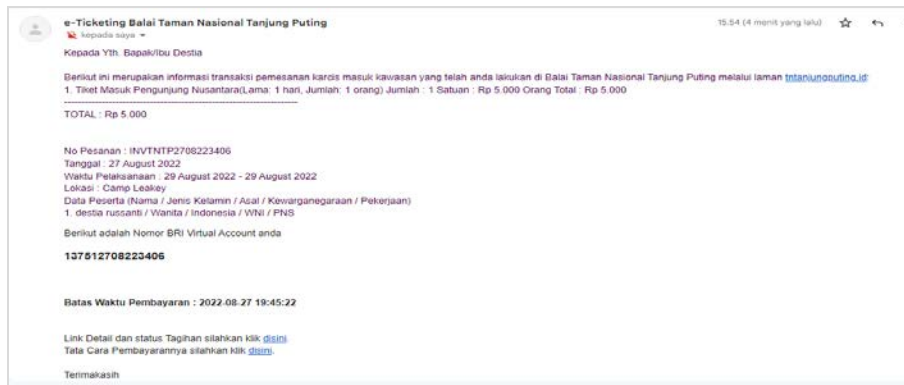 e-Ticketing Balai Taman Nasional Tanjung Puting
15.54 (4 menit yang lalu)
kepada saya
Kepada Yth. Bapak/Ibu Destia
Berikut ini merupakan informasi transaksi pemesanan karcis masuk kawasan yang telah anda lakukan di Balai Taman Nasional Tanjung Puting melalui laman tntanjungputing.id:
1. Tiket Masuk Pengunjung Nusantara(Lama: 1 hari, Jumlah: 1 orang) Jumlah : 1 Satuan : Rp 5.000 Orang Total : Rp 5.000
----------------------------------------------------------------------
TOTAL : Rp 5.000
No Pesanan : INVTNTP2708223406
Tanggal : 27 August 2022
Waktu Pelaksanaan : 29 August 2022 - 29 August 2022
Lokasi : Camp Leakey
Data Peserta (Nama / Jenis Kelamin / Asal / Kewarganegaraan / Pekerjaan)
1. destia russanti / Wanita / Indonesia / WNI / PNS
Berikut adalah Nomor BRI Virtual Account anda
137512708223406
Batas Waktu Pembayaran : 2022-08-27 19:45:22
Link Detail dan status Tagihan silahkan klik disini.
Tata Cara Pembayarannya silahkan klik disini.
Terimakasih